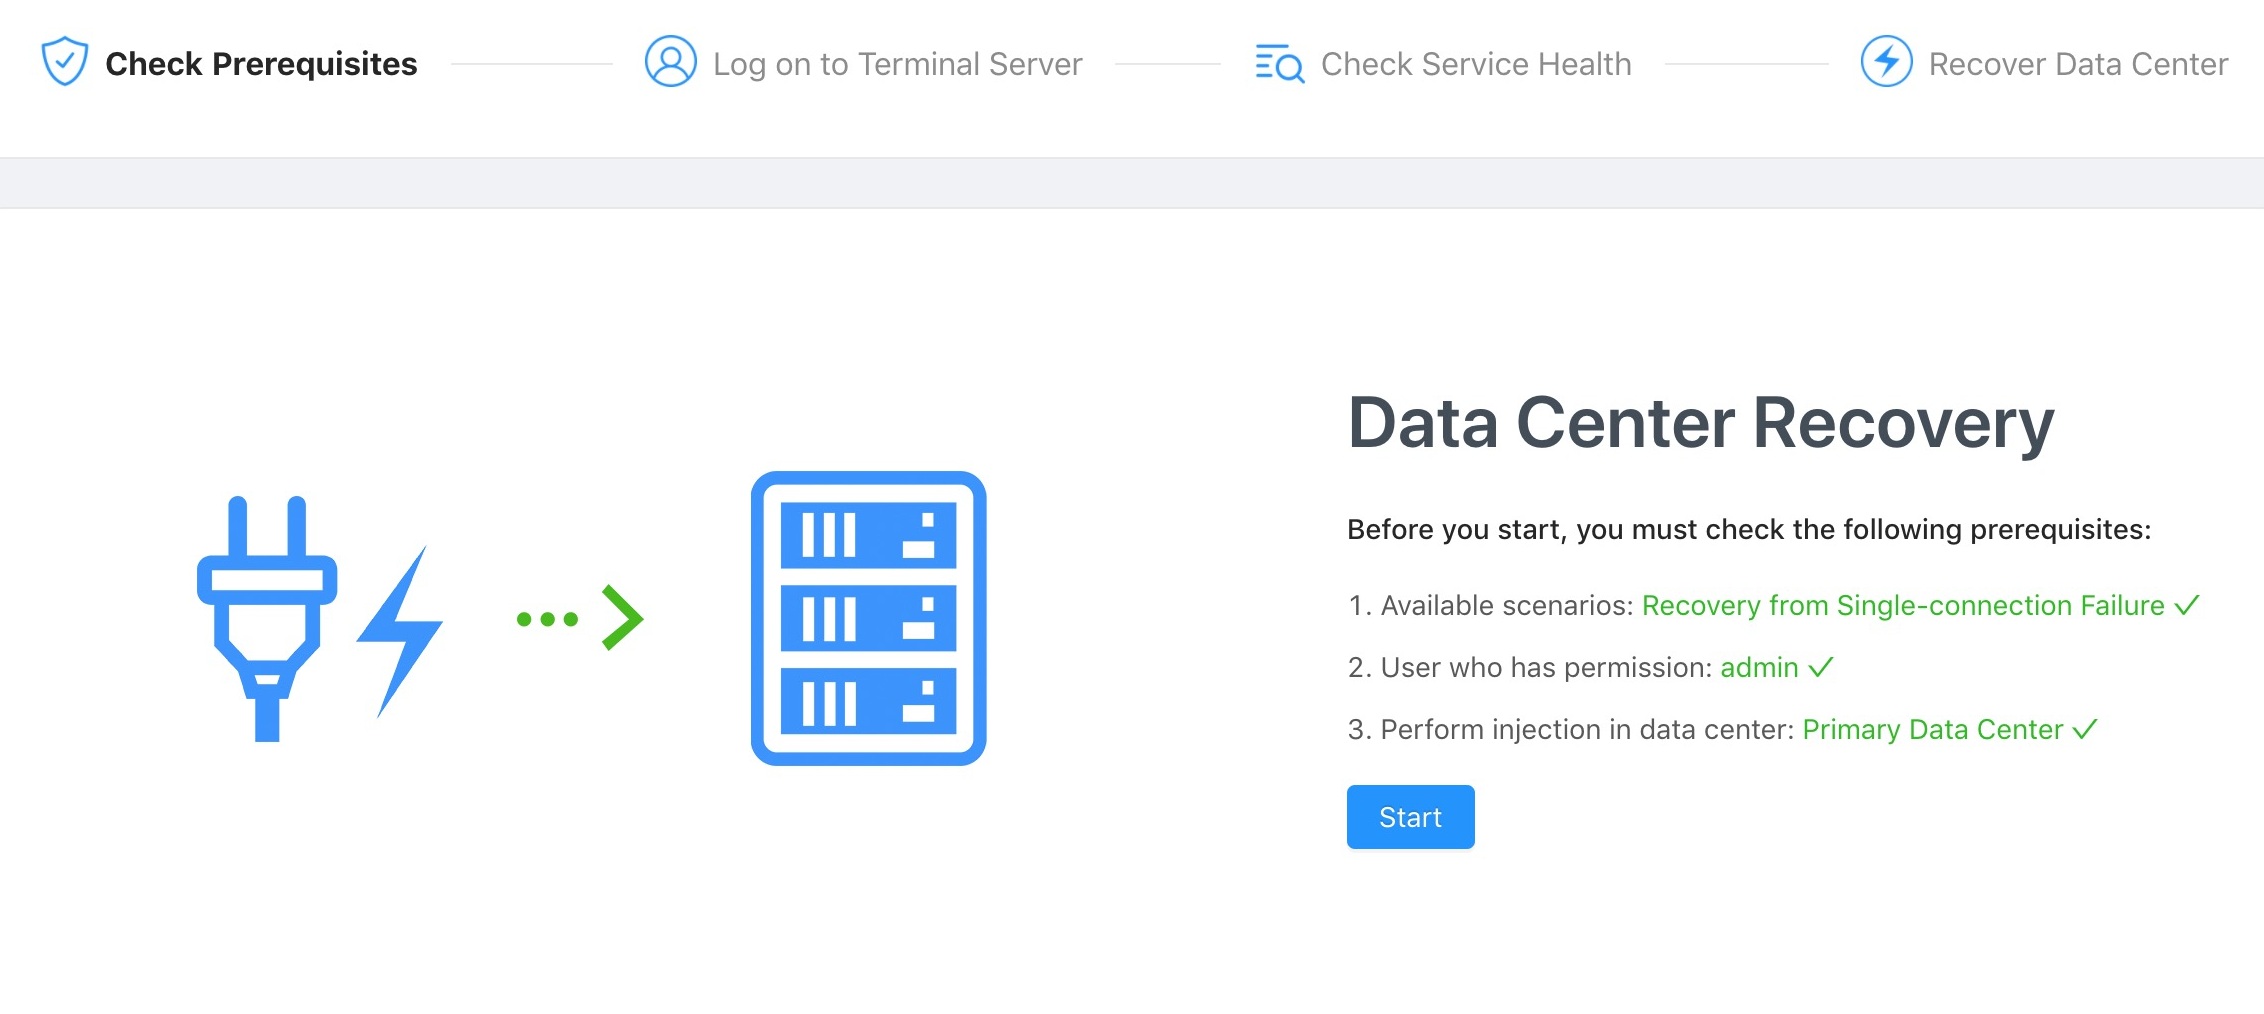 Check Prerequisites
Log on to Terminal Server
Check Service Health
Recover Data Center
Data Center Recovery
Before you start, you must check the following prerequisites:
1. Available scenarios: Recovery from Single-connection Failure ✓
2. User who has permission: admin ✓
3. Perform injection in data center: Primary Data Center ✓
Start